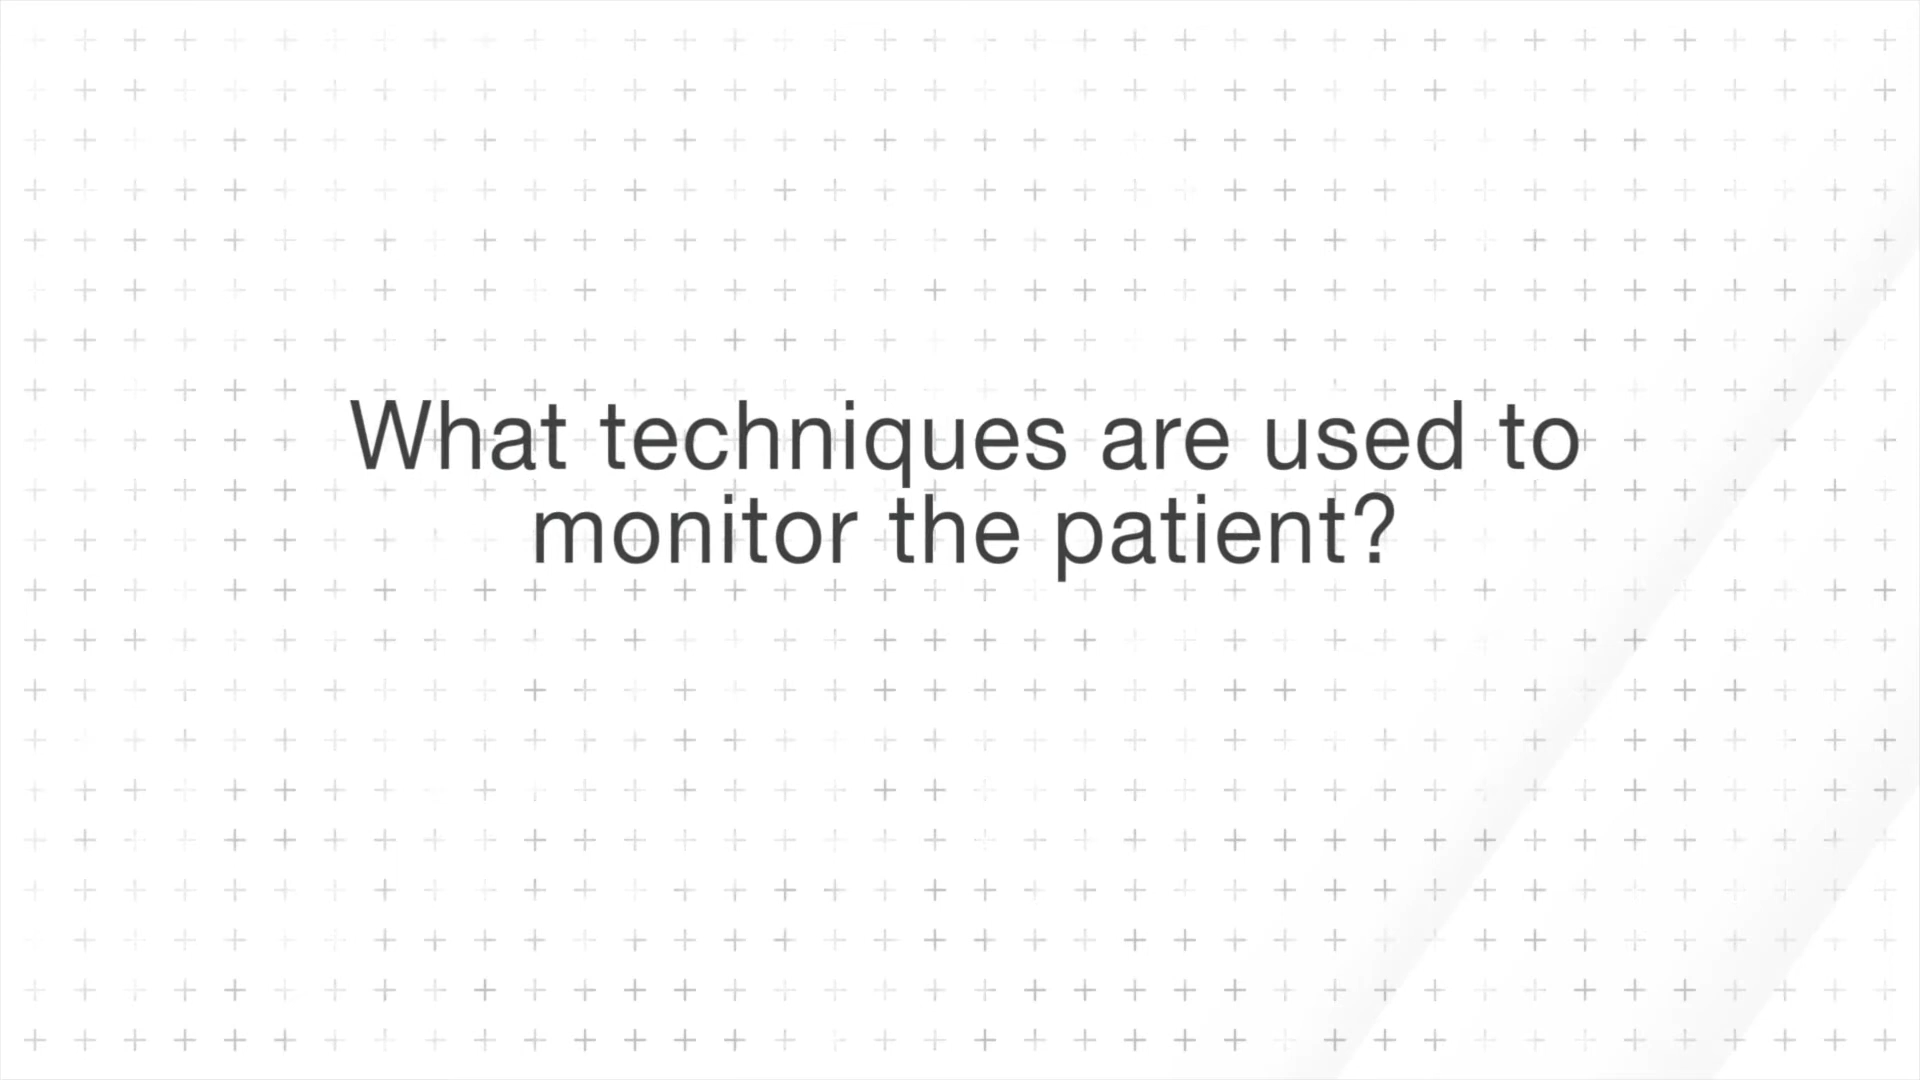 What techniques are used to
monitor the patient?